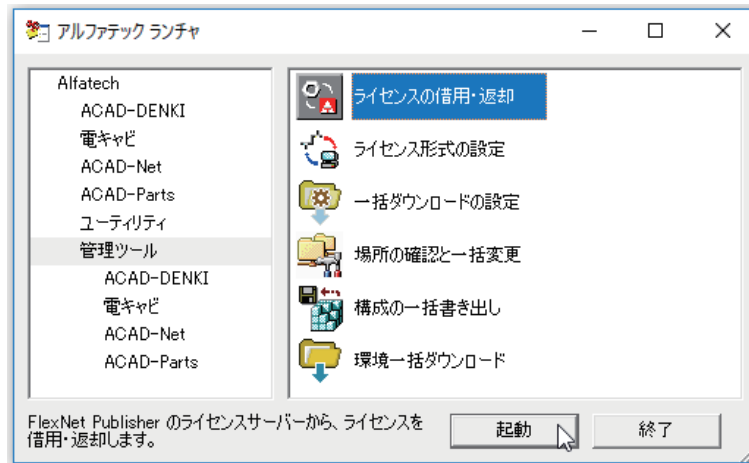 アルファテック ランチャ
Alfatech
ACAD-DENKI
電キャビ
ACAD-Net
ACAD-Parts
ユーティリティ
管理ツール
ACAD-DENKI
電キャビ
ACAD-Net
ACAD-Parts
ライセンスの借用・返却
ライセンス形式の設定
一括ダウンロードの設定
場所の確認と一括変更
構成の一括書き出し
環境一括ダウンロード
FlexNet Publisher のライセンスサーバーから、ライセンスを
借用・返却します。
起動
終了